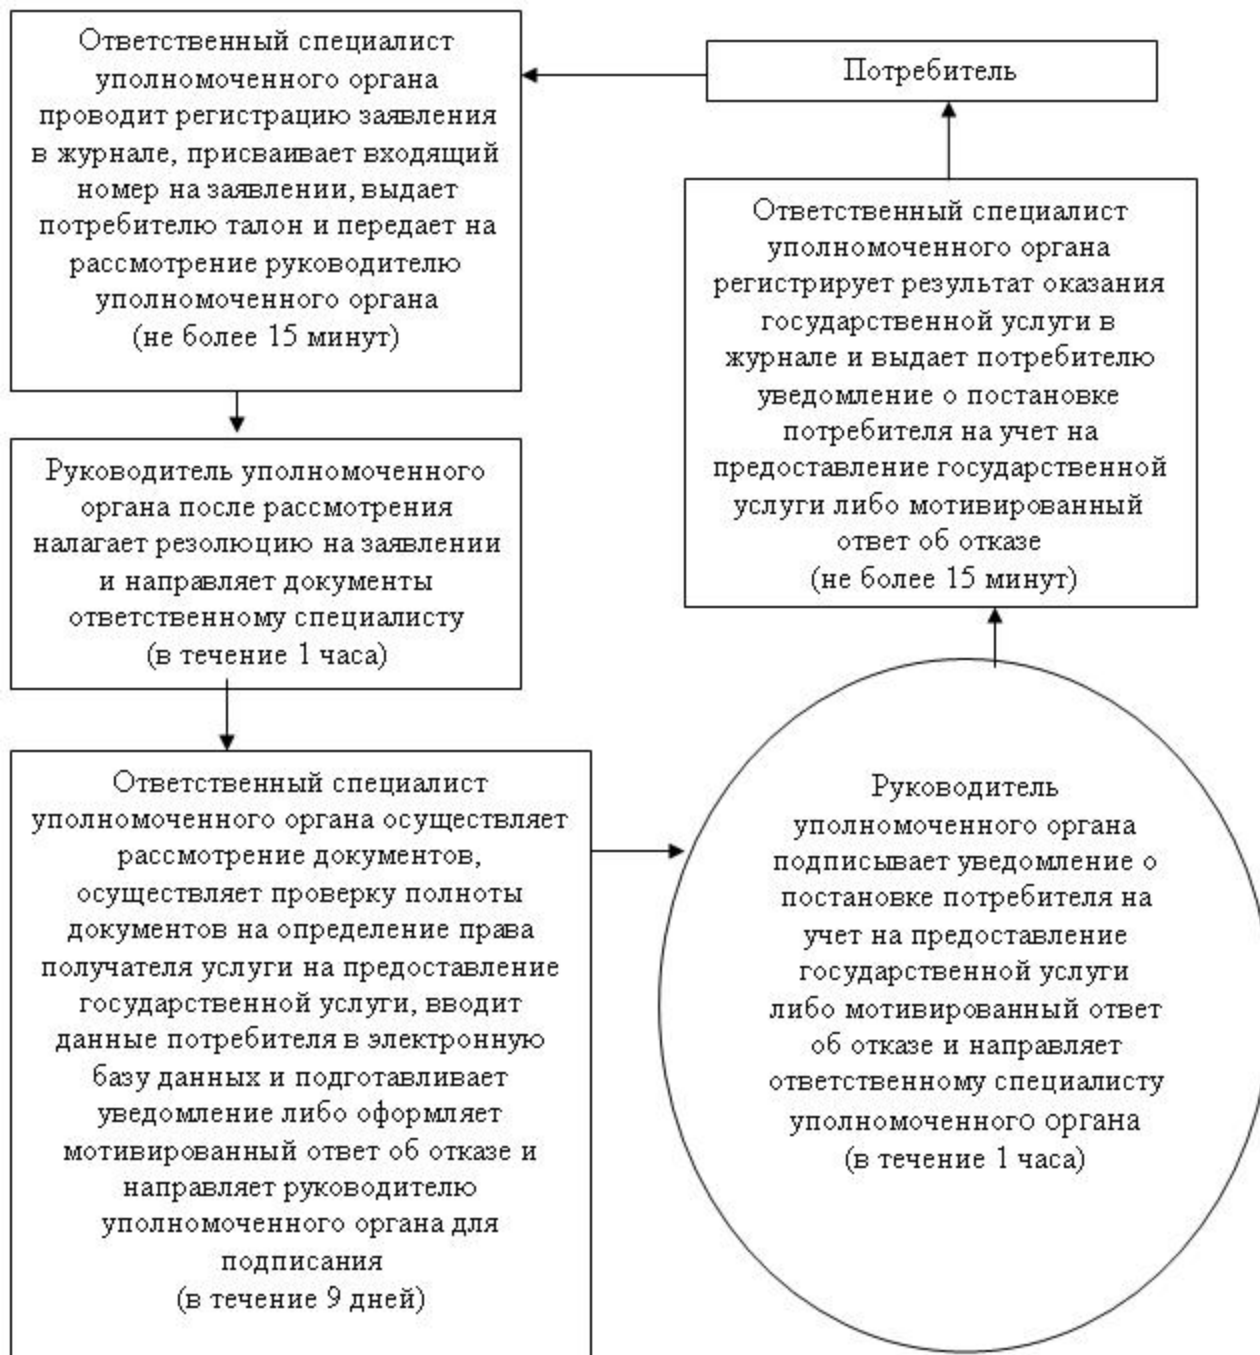 Ответственный специалист
уполномоченного органа
проводит регистрацию заявления
в журнале, присваивает входящий
номер на заявлении, выдает
потребителю талон и передает на
рассмотрение руководителю
уполномоченного органа
(не более 15 минут)
Потребитель
Руководитель уполномоченного
органа после рассмотрения
налагает резолюцию на заявлении
и направляет документы
ответственному специалисту
(в течение 1 часа)
Ответственный специалист
уполномоченного органа
регистрирует результат оказания
государственной услуги в
журнале и выдает потребителю
уведомление о постановке
потребителя на учет на
предоставление государственной
услуги либо мотивированный
ответ об отказе
(не более 15 минут)
Ответственный специалист
уполномоченного органа осуществляет
рассмотрение документов,
осуществляет проверку полноты
документов на определение права
получателя услуги на предоставление
государственной услуги, вводит
данные потребителя в электронную
базу данных и подготавливает
уведомление либо оформляет
мотивированный ответ об отказе и
направляет руководителю
уполномоченного органа для
подписания
(в течение 9 дней)
Руководитель
уполномоченного органа
подписывает уведомление о
постановке потребителя на
учет на предоставление
государственной услуги
либо мотивированный ответ
об отказе и направляет
ответственному специалисту
уполномоченного органа
(в течение 1 часа)